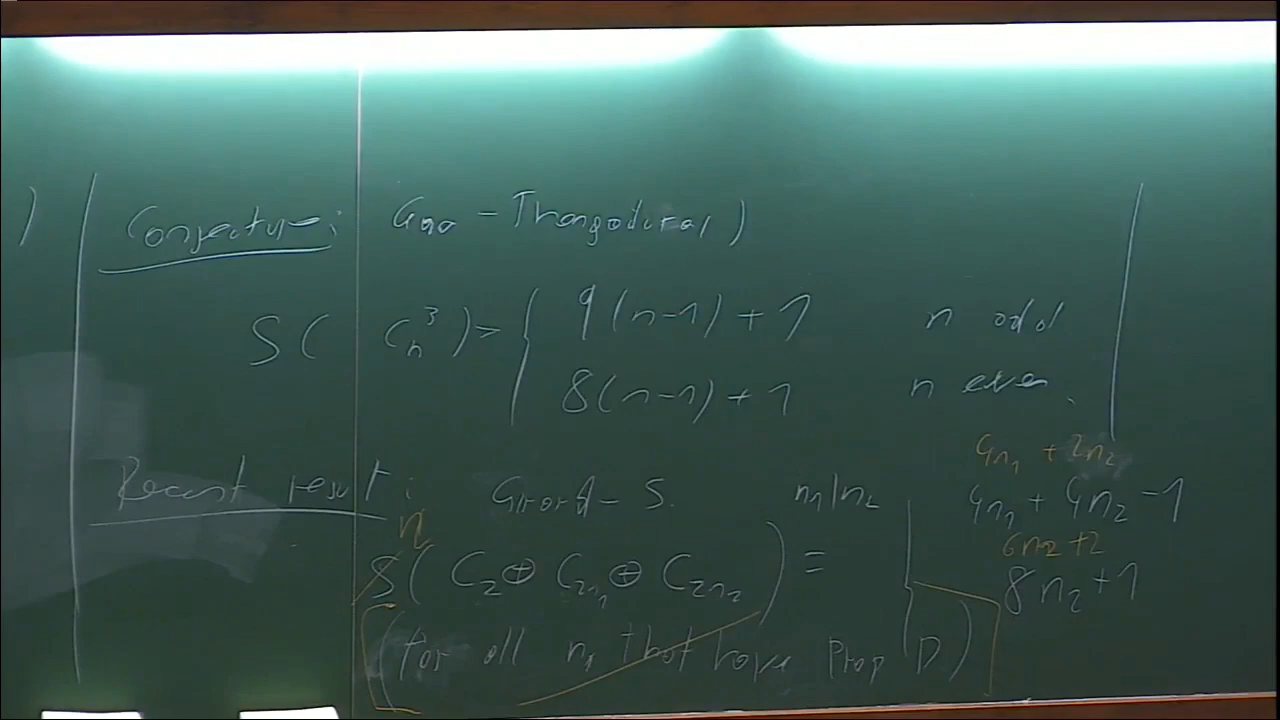 )
Conjecture: Gao - Thangadurai)
S( C_n^3 ) = { 9(n-1) + 1 n odd
8(n-1) + 1 n even.
4n_1 + 2n_2
Recent result: Girard - S. n_1|n_2 4n_1 + 4n_2 - 1
η 6n_2 + 2
S( C_2 ⊕ C_{2n_1} ⊕ C_{2n_2} ) = { 8n_2 + 1
(for all n_1 that have Prop D)